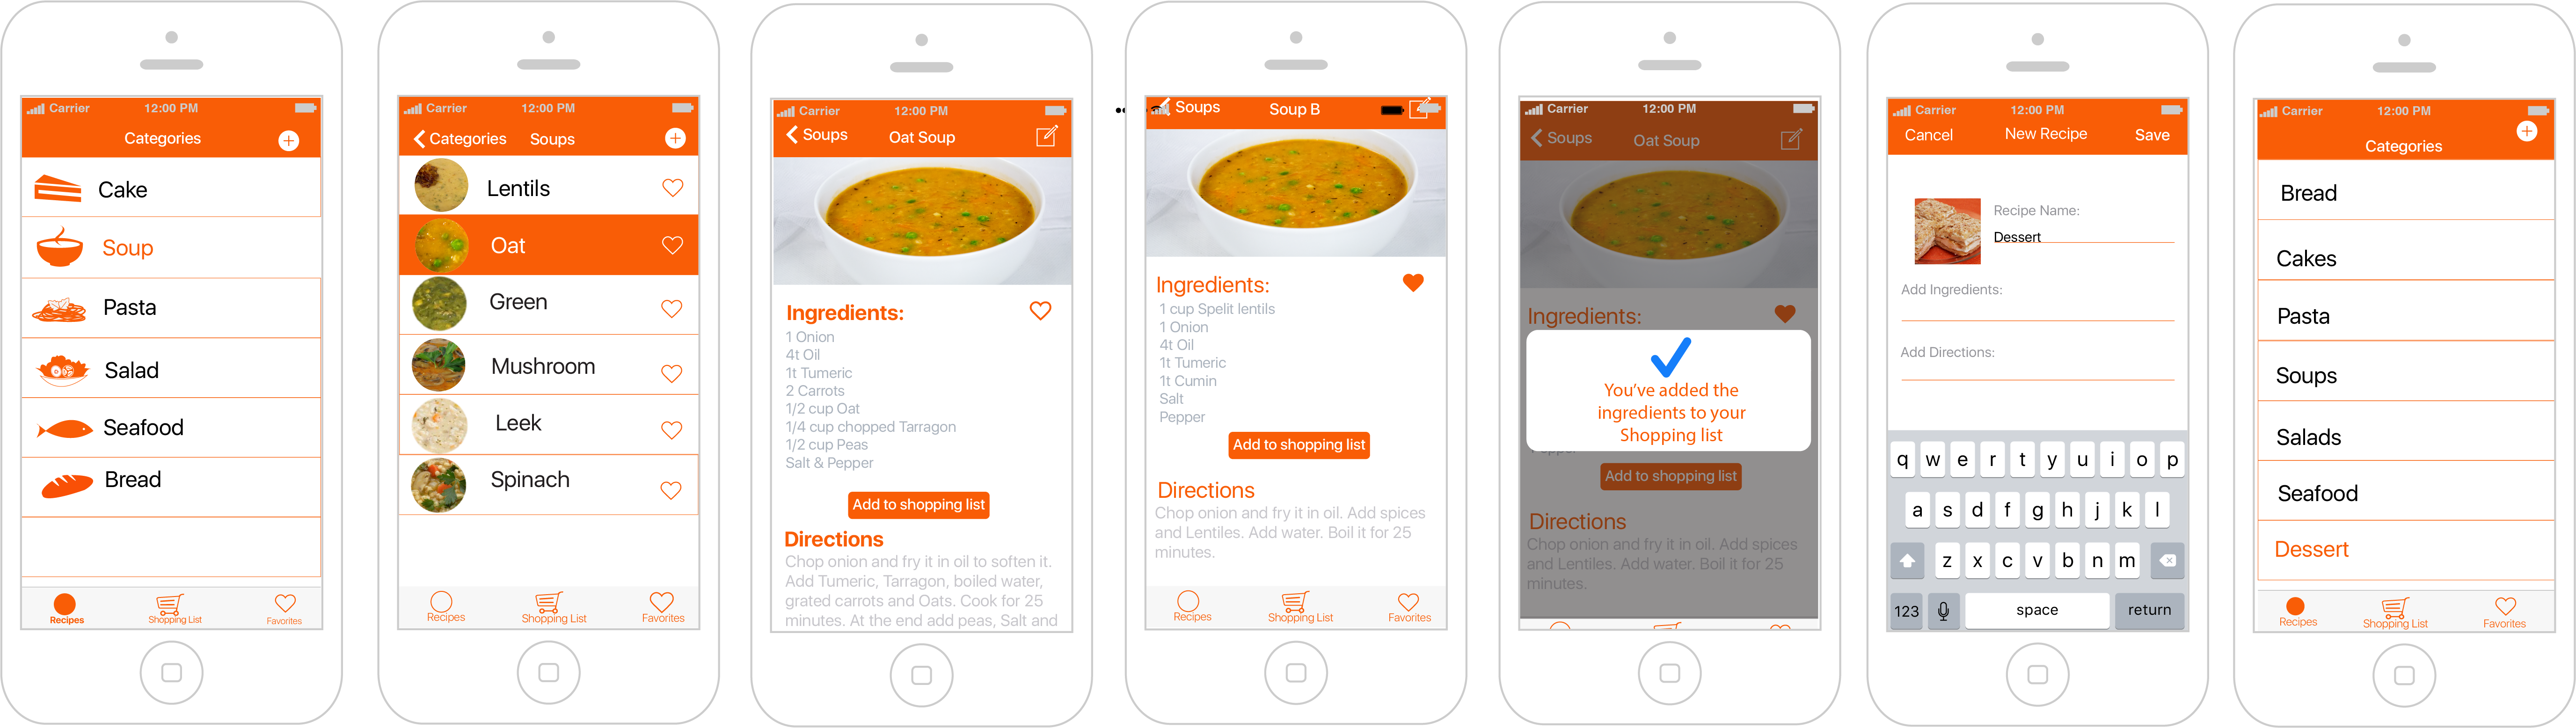 Carrier 12:00 PM
Categories
Cake
Soup
Pasta
Salad
Seafood
Bread
Recipes Shopping List Favorites
Carrier 12:00 PM
Categories Soups
Lentils
Oat
Green
Mushroom
Leek
Spinach
Recipes Shopping List Favorites
Carrier 12:00 PM
Soups Oat Soup
Ingredients:
1 Onion
4t Oil
1t Tumeric
2 Carrots
1/2 cup Oat
1/4 cup chopped Tarragon
1/2 cup Peas
Salt & Pepper
Add to shopping list
Directions
Chop onion and fry it in oil to soften it.
Add Tumeric, Tarragon, boiled water,
grated carrots and Oats. Cook for 25
minutes. At the end add peas, Salt and
Soups Soup B
Ingredients:
1 cup Spelit lentils
1 Onion
4t Oil
1t Tumeric
1t Cumin
Salt
Pepper
Add to shopping list
Directions
Chop onion and fry it in oil. Add spices
and Lentiles. Add water. Boil it for 25
minutes.
Recipes Shopping List Favorites
Carrier 12:00 PM
Soups Oat Soup
Ingredients:
You've added the
ingredients to your
Shopping list
Add to shopping list
Directions
Chop onion and fry it in oil. Add spices
and Lentiles. Add water. Boil it for 25
minutes.
Carrier 12:00 PM
Cancel New Recipe Save
Recipe Name:
Dessert
Add Ingredients:
Add Directions:
q w e r t y u i o p
a s d f g h j k l
z x c v b n m
123 space return
Carrier 12:00 PM
Categories
Bread
Cakes
Pasta
Soups
Salads
Seafood
Dessert
Recipes Shopping List Favorites